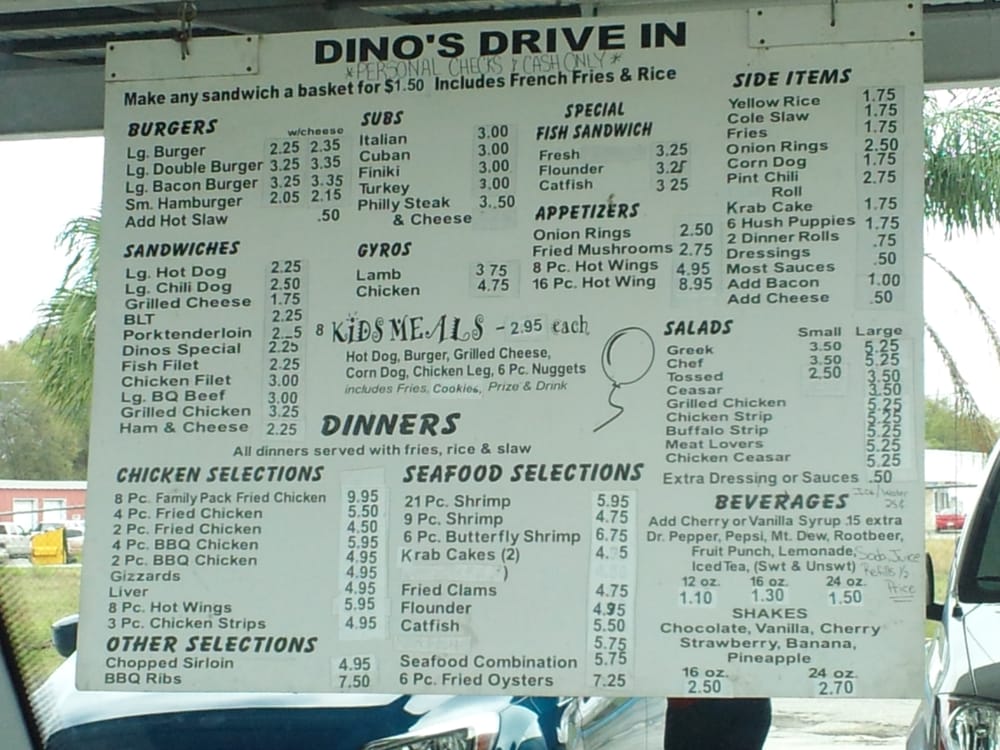 DINO'S DRIVE IN
*PERSONAL CHECKS & CASH ONLY*
Make any sandwich a basket for $1.50 Includes French Fries & Rice
BURGERS
w/cheese
Lg. Burger 2.25 2.35
Lg. Double Burger 3.25 3.35
Lg. Bacon Burger 3.25 3.35
Sm. Hamburger 2.05 2.15
Add Hot Slaw .50
SANDWICHES
Lg. Hot Dog 2.25
Lg. Chili Dog 2.50
Grilled Cheese 1.75
BLT 2.25
Porktenderloin
Dinos Special 2.25
Fish Filet 2.25
Chicken Filet 3.00
Lg. BQ Beef 3.00
Grilled Chicken 3.25
Ham & Cheese 2.25
SUBS
Italian 3.00
Cuban 3.00
Finiki 3.00
Turkey 3.00
Philly Steak 3.50
& Cheese
GYROS
Lamb 3 75
Chicken 4.75
SPECIAL
FISH SANDWICH
Fresh 3.25
Flounder 3.25
Catfish 3 25
APPETIZERS
Onion Rings 2.50
Fried Mushrooms 2.75
8 Pc. Hot Wings 4.95
16 Pc. Hot Wing 8.95
8 KiDS MEALS - 2.95 each
Hot Dog, Burger, Grilled Cheese,
Corn Dog, Chicken Leg, 6 Pc. Nuggets
includes Fries, Cookies, Prize & Drink
SIDE ITEMS
Yellow Rice 1.75
Cole Slaw 1.75
Fries 1.75
Onion Rings 2.50
Corn Dog 1.75
Pint Chili 2.75
Roll
Krab Cake 1.75
6 Hush Puppies 1.75
2 Dinner Rolls .75
Dressings .50
Most Sauces
Add Bacon 1.00
Add Cheese .50
SALADS
Small Large
Greek 3.50 5.25
Chef 3.50 5.25
Tossed 2.50 3.50
Ceasar 3.50
Grilled Chicken 5.25
Chicken Strip 5.25
Buffalo Strip 5.25
Meat Lovers 5.25
Chicken Ceasar 5.25
Extra Dressing or Sauces .50
DINNERS
All dinners served with fries, rice & slaw
CHICKEN SELECTIONS
8 Pc. Family Pack Fried Chicken 9.95
4 Pc. Fried Chicken 5.50
2 Pc. Fried Chicken 4.50
4 Pc. BBQ Chicken 5.95
2 Pc. BBQ Chicken 4.95
Gizzards 4.95
Liver 4.95
8 Pc. Hot Wings 5.95
3 Pc. Chicken Strips 4.95
OTHER SELECTIONS
Chopped Sirloin 4.95
BBQ Ribs 7.50
SEAFOOD SELECTIONS
21 Pc. Shrimp 5.95
9 Pc. Shrimp 4.75
6 Pc. Butterfly Shrimp 6.75
Krab Cakes (2)
)
Fried Clams 4.75
Flounder 4.95
Catfish 5.50
5.75
Seafood Combination 5.75
6 Pc. Fried Oysters 7.25
BEVERAGES Ice/Water 25¢
Add Cherry or Vanilla Syrup .15 extra
Dr. Pepper, Pepsi, Mt. Dew, Rootbeer,
Fruit Punch, Lemonade, Soda, Juice
Iced Tea, (Swt & Unswt) Refills 1/2 Price
12 oz. 16 oz. 24 oz.
1.10 1.30 1.50
SHAKES
Chocolate, Vanilla, Cherry
Strawberry, Banana,
Pineapple
16 oz. 24 oz.
2.50 2.70